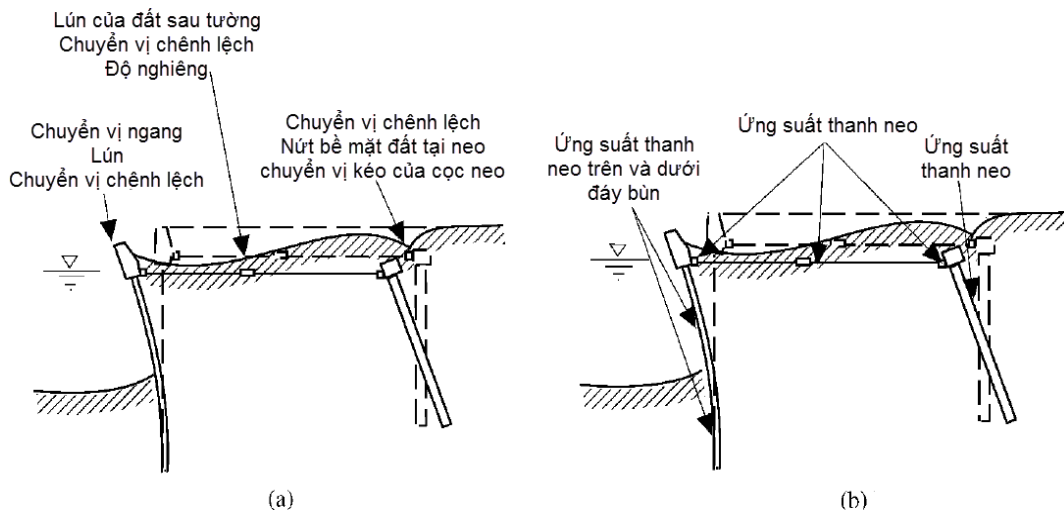 Lún của đất sau tường
Chuyển vị chênh lệch
Độ nghiêng
Chuyển vị ngang
Lún
Chuyển vị chênh lệch
Chuyển vị chênh lệch
Nứt bề mặt đất tại neo
chuyển vị kéo của cọc neo
(a)
Ứng suất thanh
neo trên và dưới
đáy bùn
Ứng suất thanh neo
Ứng suất
thanh neo
(b)